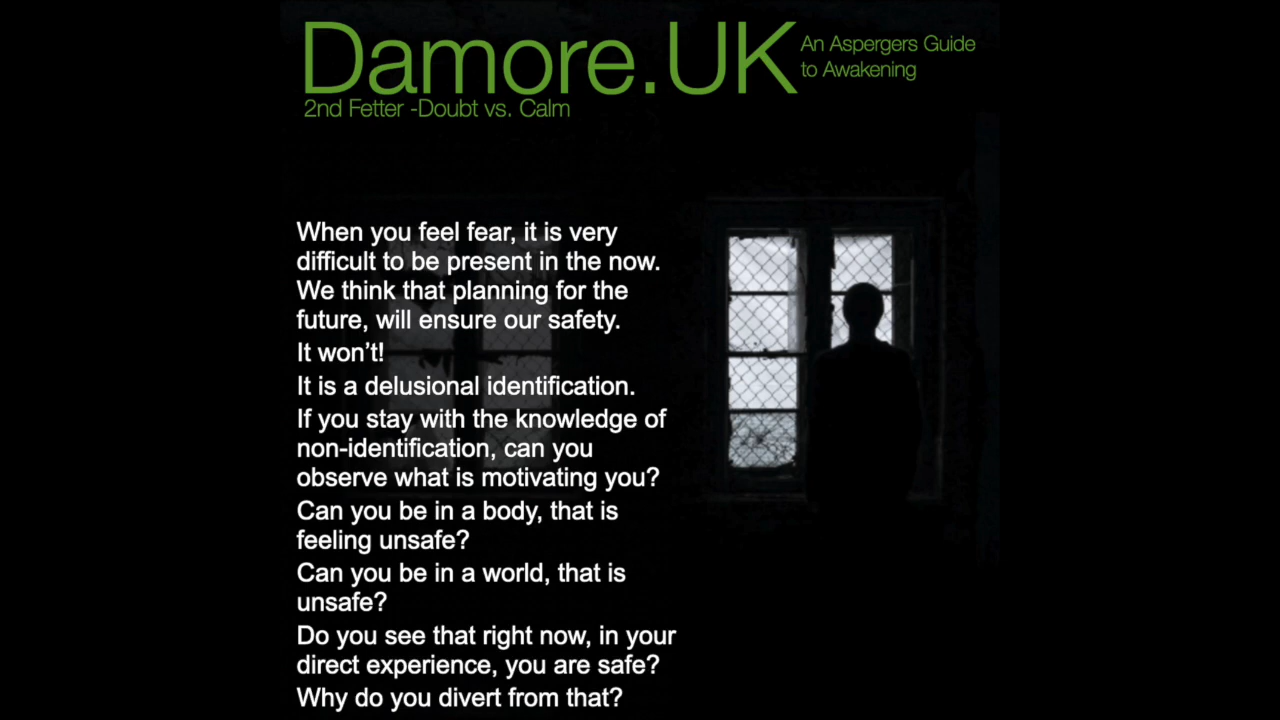 Damore.UK
An Aspergers Guide
to Awakening
2nd Fetter -Doubt vs. Calm
When you feel fear, it is very
difficult to be present in the now.
We think that planning for the
future, will ensure our safety.
It won’t!
It is a delusional identification.
If you stay with the knowledge of
non-identification, can you
observe what is motivating you?
Can you be in a body, that is
feeling unsafe?
Can you be in a world, that is
unsafe?
Do you see that right now, in your
direct experience, you are safe?
Why do you divert from that?